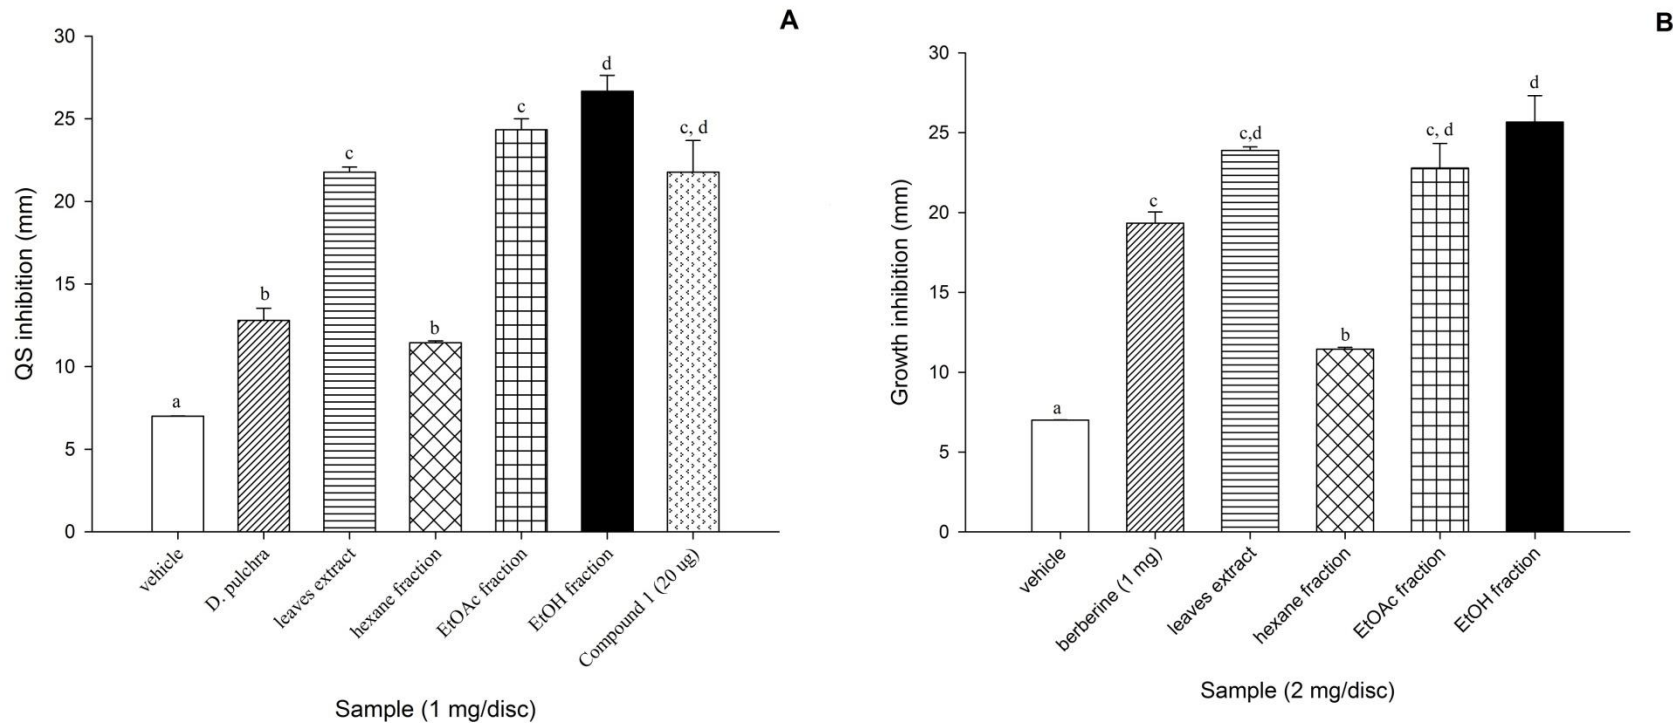 A
QS inhibition (mm)
30
25
20
15
10
5
0
a
b
c
b
c
d
c, d
vehicle
D. pulchra
leaves extract
hexane fraction
EtOAc fraction
EtOH fraction
Compound 1 (20 ug)
Sample (1 mg/disc)
B
Growth inhibition (mm)
30
25
20
15
10
5
0
a
c
c,d
b
c, d
d
vehicle
berberine (1 mg)
leaves extract
hexane fraction
EtOAc fraction
EtOH fraction
Sample (2 mg/disc)